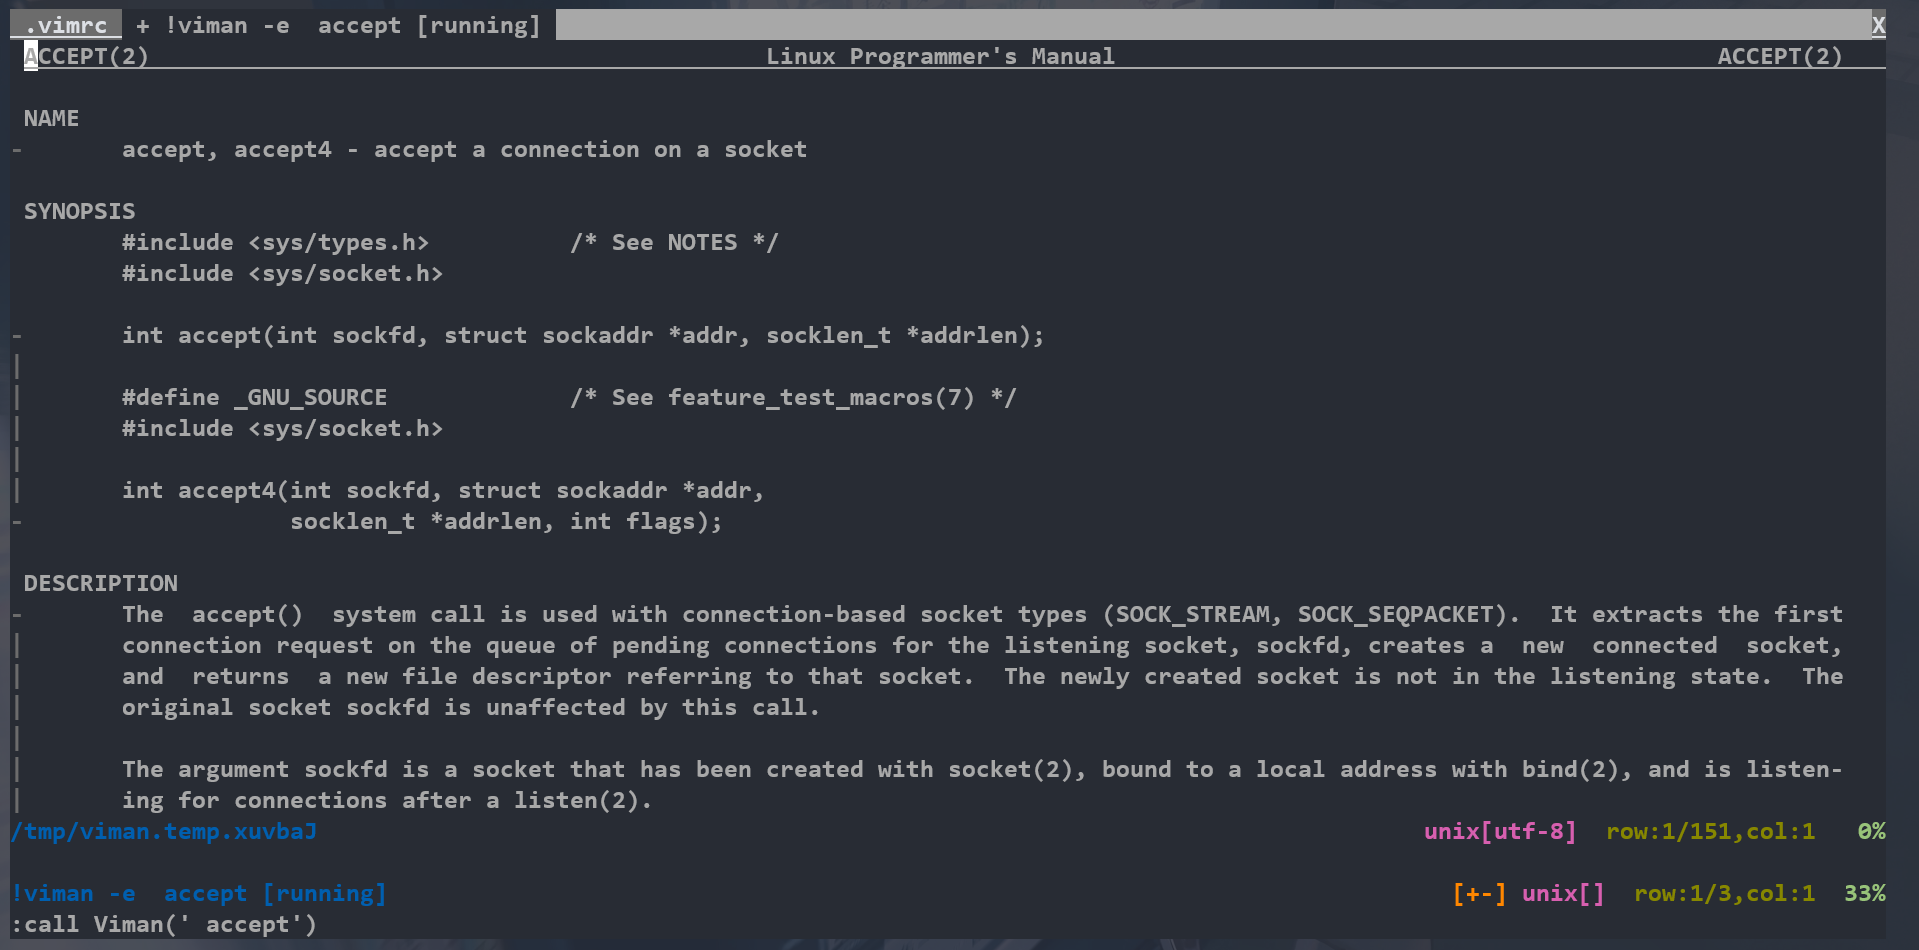 .vimrc  + !viman -e  accept [running] X
ACCEPT(2) Linux Programmer's Manual ACCEPT(2)
NAME
- accept, accept4 - accept a connection on a socket
SYNOPSIS
#include <sys/types.h>          /* See NOTES */
#include <sys/socket.h>
- int accept(int sockfd, struct sockaddr *addr, socklen_t *addrlen);
|
| #define _GNU_SOURCE             /* See feature_test_macros(7) */
| #include <sys/socket.h>
|
| int accept4(int sockfd, struct sockaddr *addr,
- socklen_t *addrlen, int flags);
DESCRIPTION
- The  accept()  system call is used with connection-based socket types (SOCK_STREAM, SOCK_SEQPACKET).  It extracts the first
| connection request on the queue of pending connections for the listening socket, sockfd, creates a  new  connected  socket,
| and  returns  a new file descriptor referring to that socket.  The newly created socket is not in the listening state.  The
| original socket sockfd is unaffected by this call.
|
| The argument sockfd is a socket that has been created with socket(2), bound to a local address with bind(2), and is listen-
| ing for connections after a listen(2).
/tmp/viman.temp.xuvbaJ unix[utf-8]  row:1/151,col:1   0%
!viman -e  accept [running] [+-] unix[]  row:1/3,col:1  33%
:call Viman(' accept')